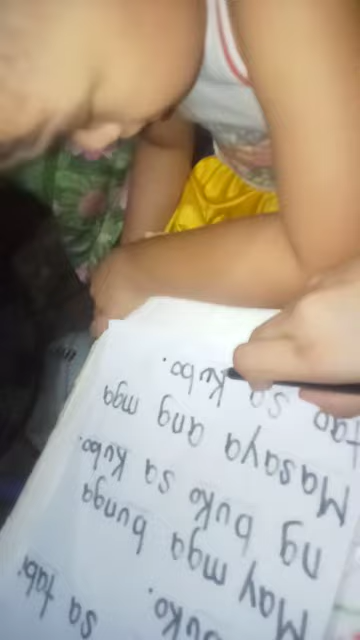 sa tabi
buko.
May mga bunga
ng buko sa kubo.
Masaya ang mga
tao sa kubo.